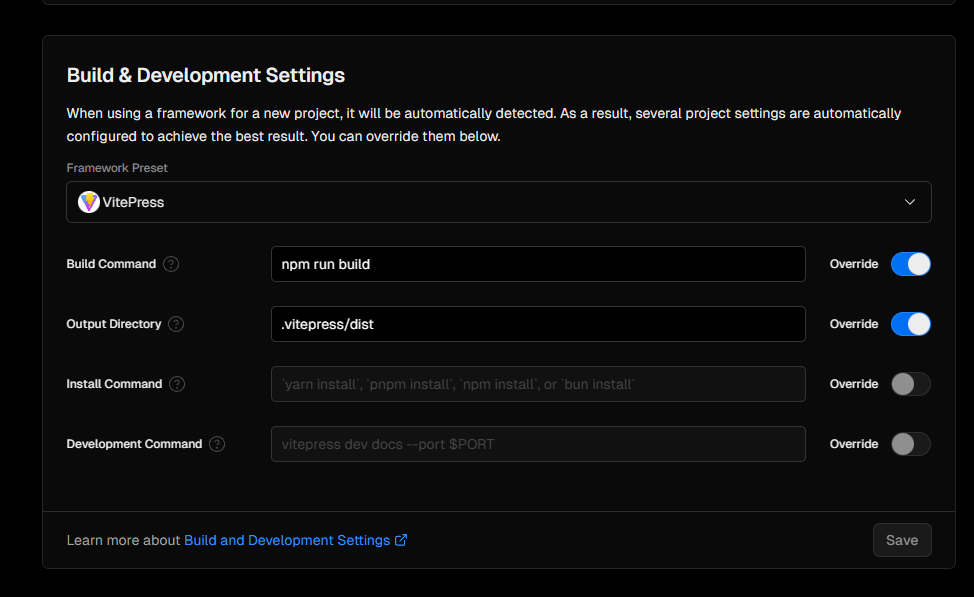 Build & Development Settings
When using a framework for a new project, it will be automatically detected. As a result, several project settings are automatically
configured to achieve the best result. You can override them below.
Framework Preset
VitePress
Build Command ?
npm run build
Override
Output Directory ?
.vitepress/dist
Override
Install Command ?
`yarn install`, `pnpm install`, `npm install`, or `bun install`
Override
Development Command ?
vitepress dev docs --port $PORT
Override
Learn more about Build and Development Settings
Save